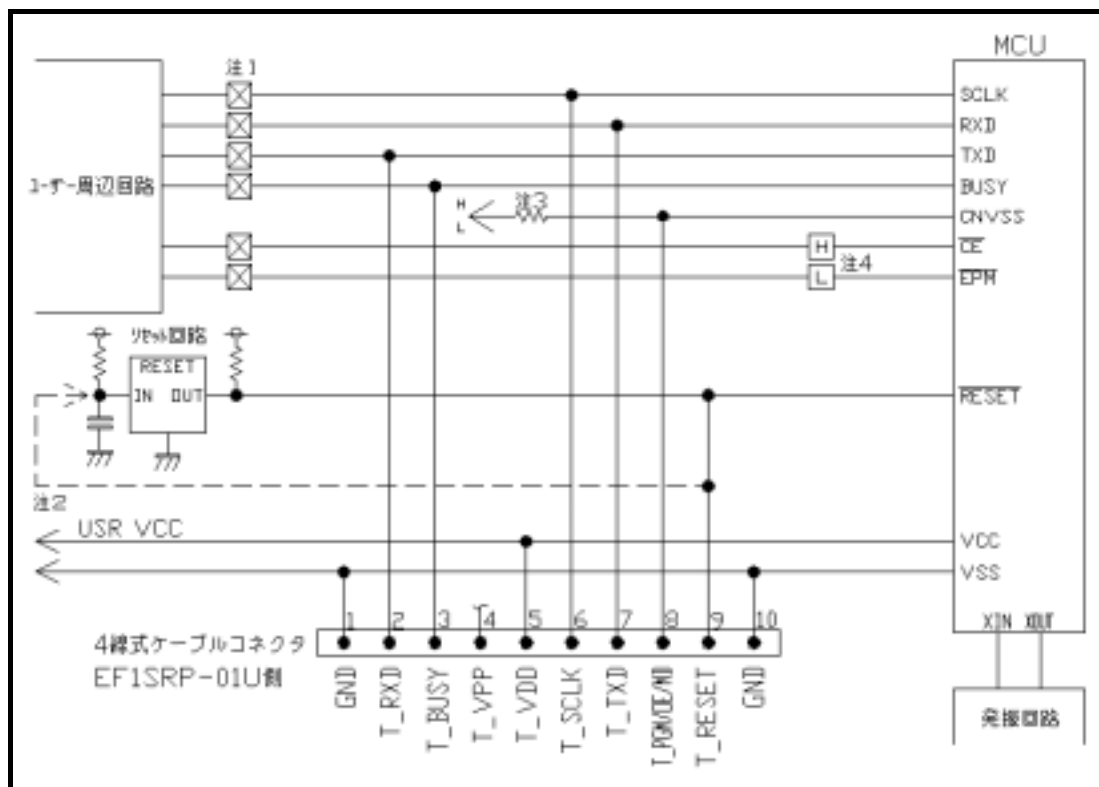 MCU
注1
SCLK
RXD
TXD
BUSY
CNVSS
CE
EPM
RESET
VCC
VSS
XIN XOUT
ユーザー周辺回路
H
L
注3
H
L
注4
リセット回路
RESET
IN OUT
注2
USR VCC
1 2 3 4 5 6 7 8 9 10
4線式ケーブルコネクタ
EF1SRP-01U側
GND
T_RXD
T_BUSY
T_VPP
T_VDD
T_SCLK
T_TXD
T_PGM/OE/MD
T_RESET
GND
発振回路